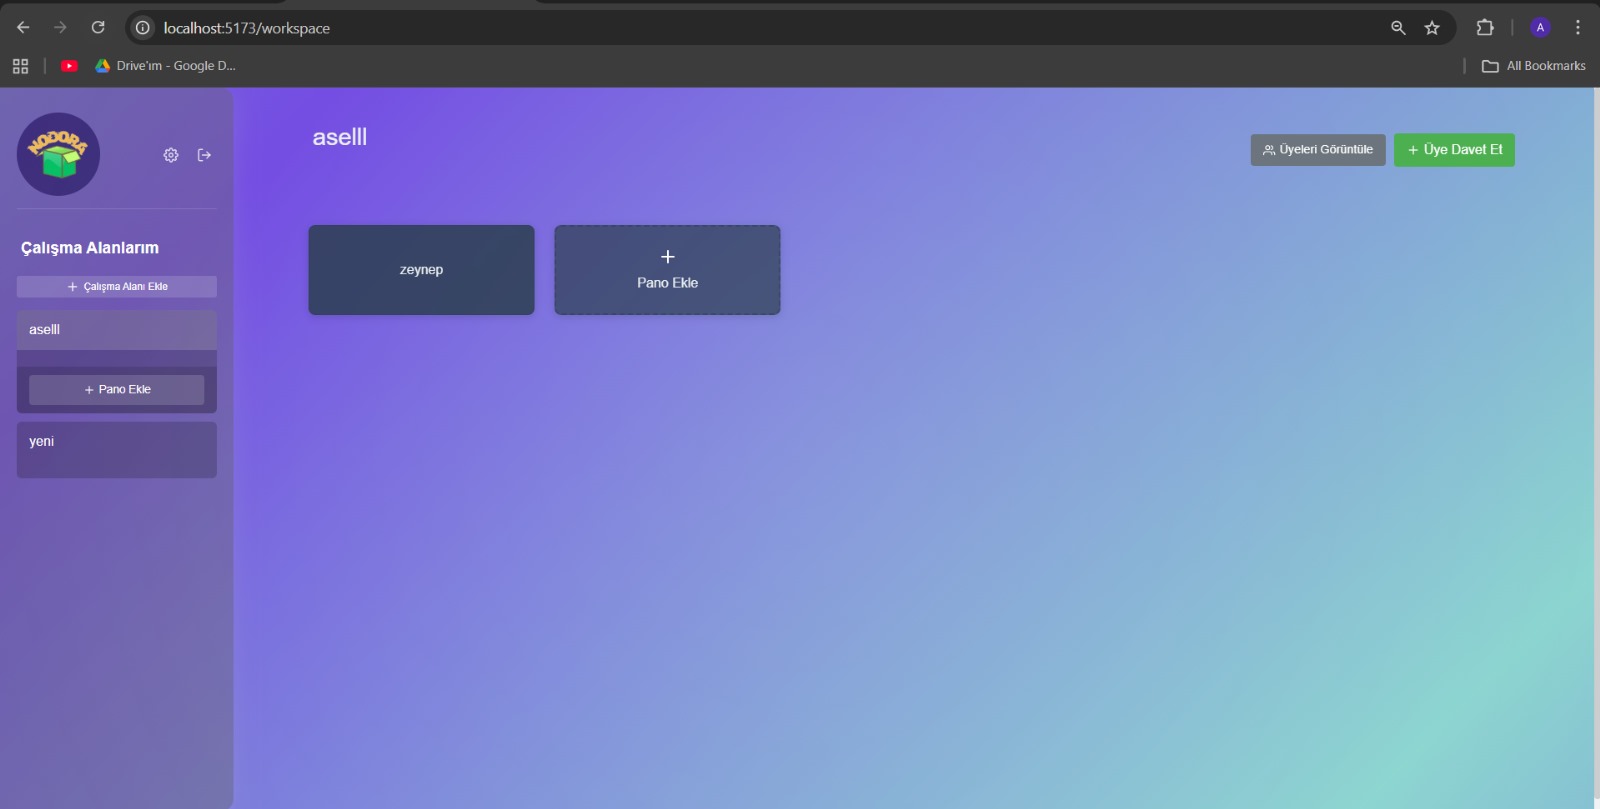 localhost:5173/workspace
A
Drive'ım - Google D...
All Bookmarks
NODORA
aselll
Üyeleri Görüntüle
+ Üye Davet Et
Çalışma Alanlarım
+ Çalışma Alanı Ekle
aselll
+ Pano Ekle
yeni
zeynep
+
Pano Ekle